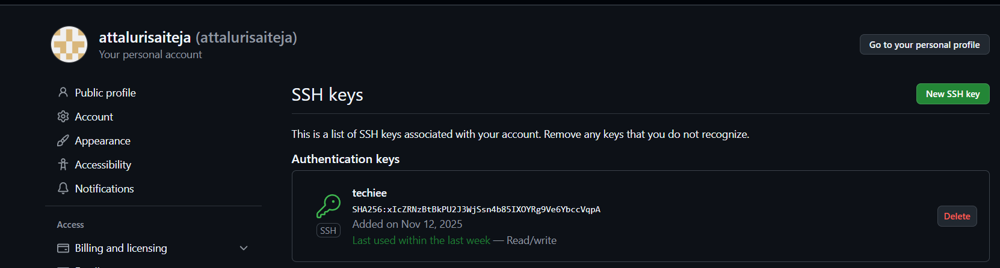 attalurisaiteja (attalurisaiteja)
Your personal account
Go to your personal profile
Public profile
Account
Appearance
Accessibility
Notifications
Access
Billing and licensing
SSH keys
New SSH key
This is a list of SSH keys associated with your account. Remove any keys that you do not recognize.
Authentication keys
techiee
SHA256:xIcZRNzBtBkPU2J3WjSsn4b85IXOYRg9Ve6YbccVqpA
SSH
Added on Nov 12, 2025
Last used within the last week — Read/write
Delete